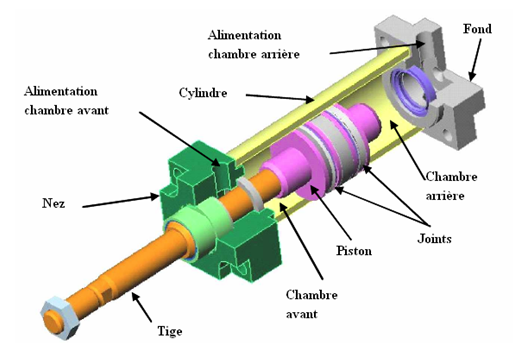 Alimentation
chambre arrière
Fond
Alimentation
chambre avant
Cylindre
Nez
Chambre
arrière
Joints
Piston
Chambre
avant
Tige